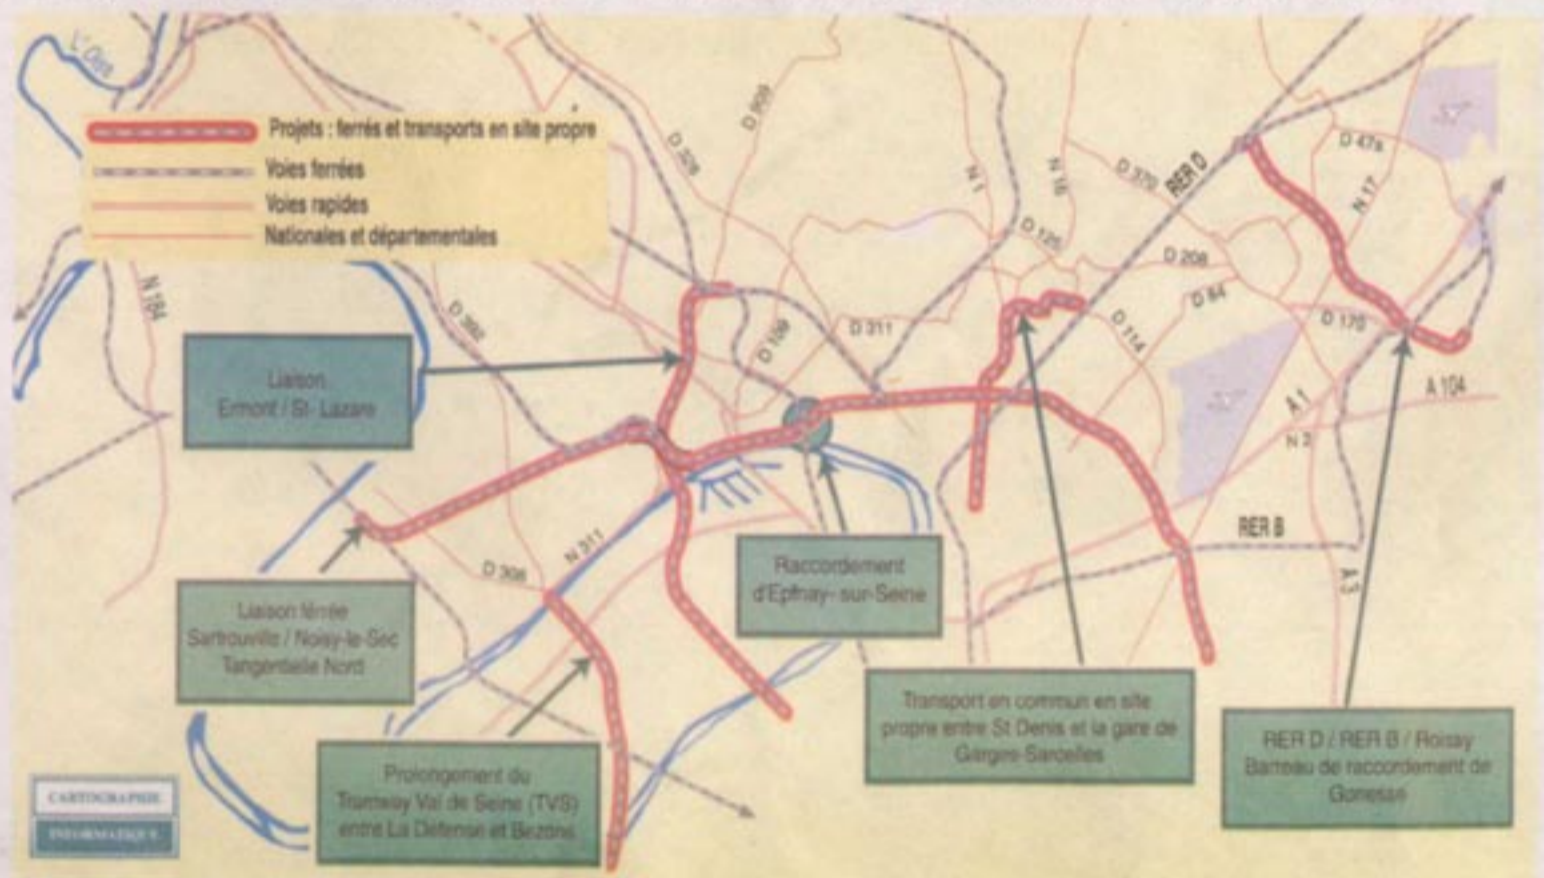 L'Oise
Projets : ferrés et transports en site propre
Voies ferrées
Voies rapides
Nationales et départementales
D 909
D 328
N 1
N 16
D 370
RER D
D 47a
N 17
D 125
D 208
N 184
D 392
D 109
D 311
D 84
D 114
D 170
Liaison
Ermont / St- Lazare
A 1
A 104
N 2
RER B
N 311
D 308
A 3
Raccordement
d'Epinay- sur-Seine
Liaison férrée
Sartrouville / Noisy-le-Sec
Tangentielle Nord
Transport en commun en site
propre entre St Denis et la gare de
Garges-Sarcelles
RER D / RER B / Roissy
Barreau de raccordement de
Gonesse
Prolongement du
Tramway Val de Seine (TVS)
entre La Défense et Bezons
CARTOGRAPHIE
INFORMATIQUE